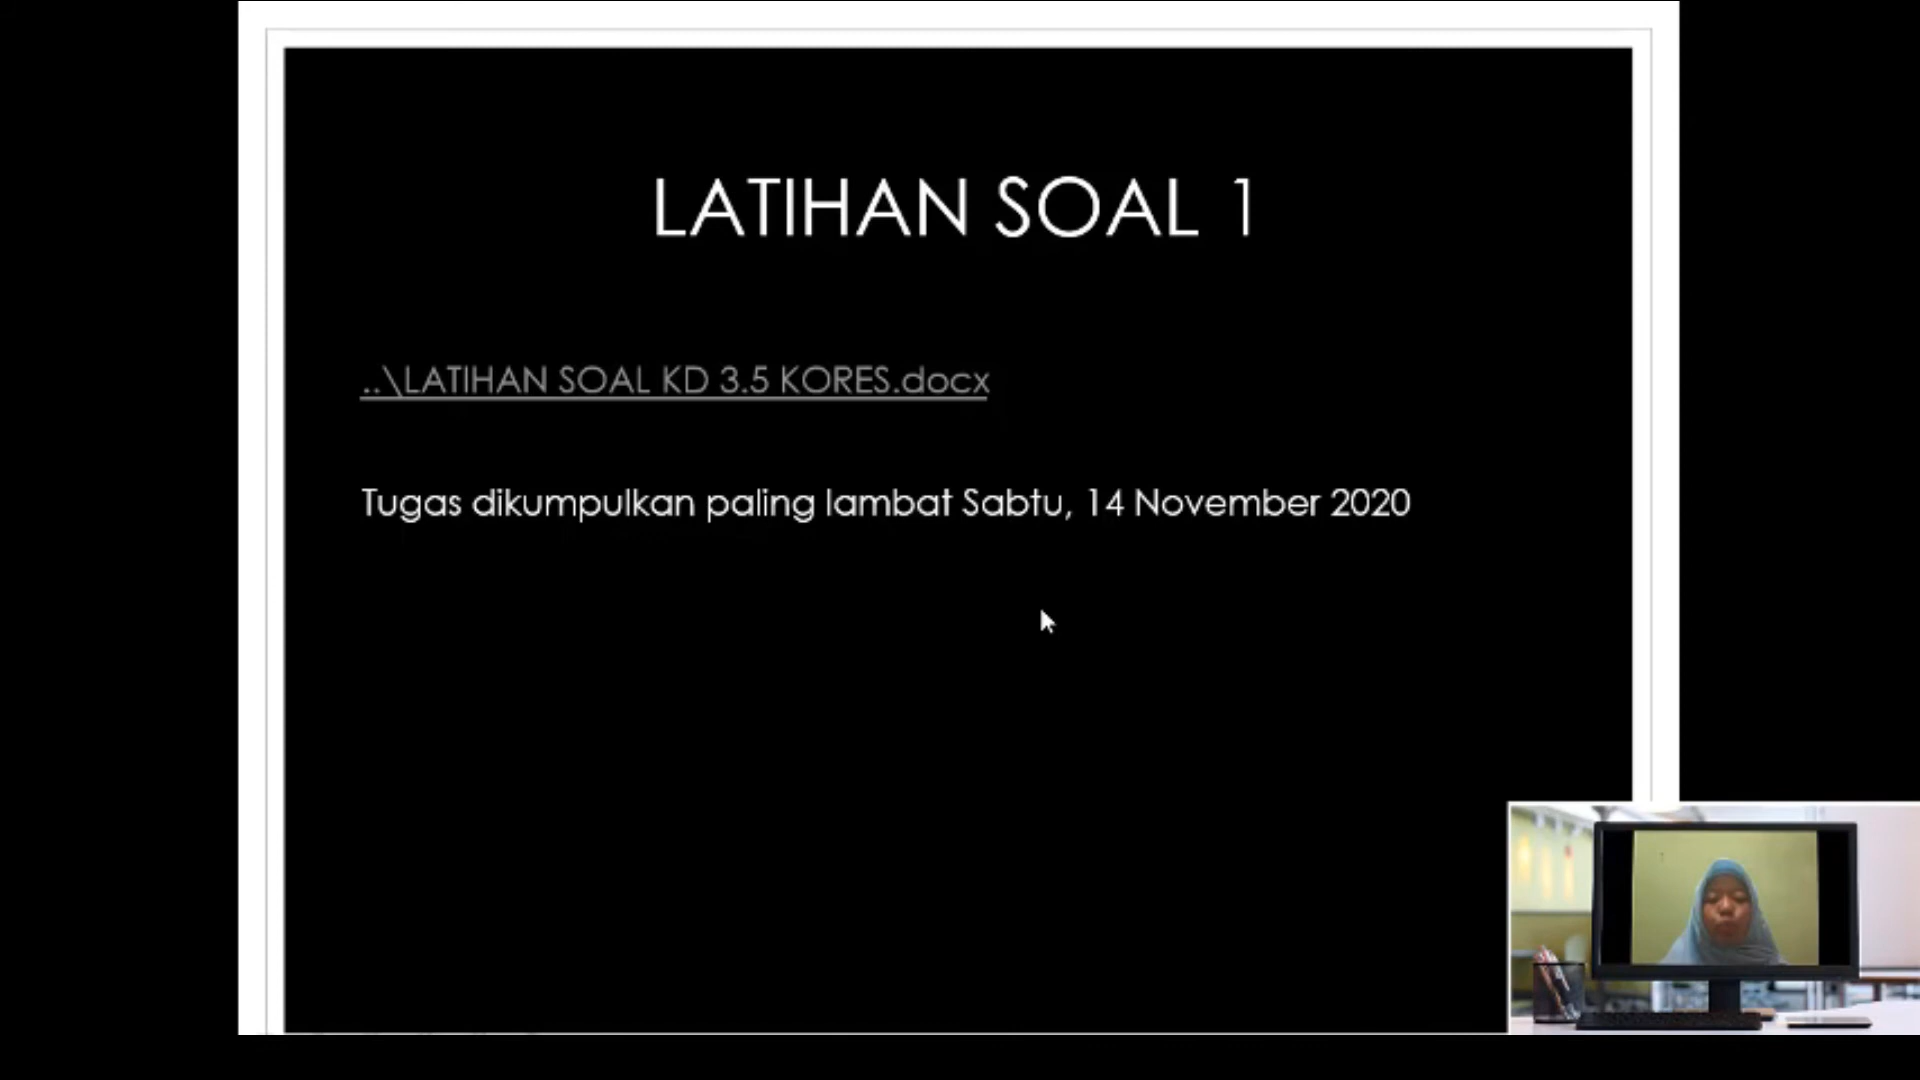 LATIHAN SOAL 1
..\LATIHAN SOAL KD 3.5 KORES.docx
Tugas dikumpulkan paling lambat Sabtu, 14 November 2020